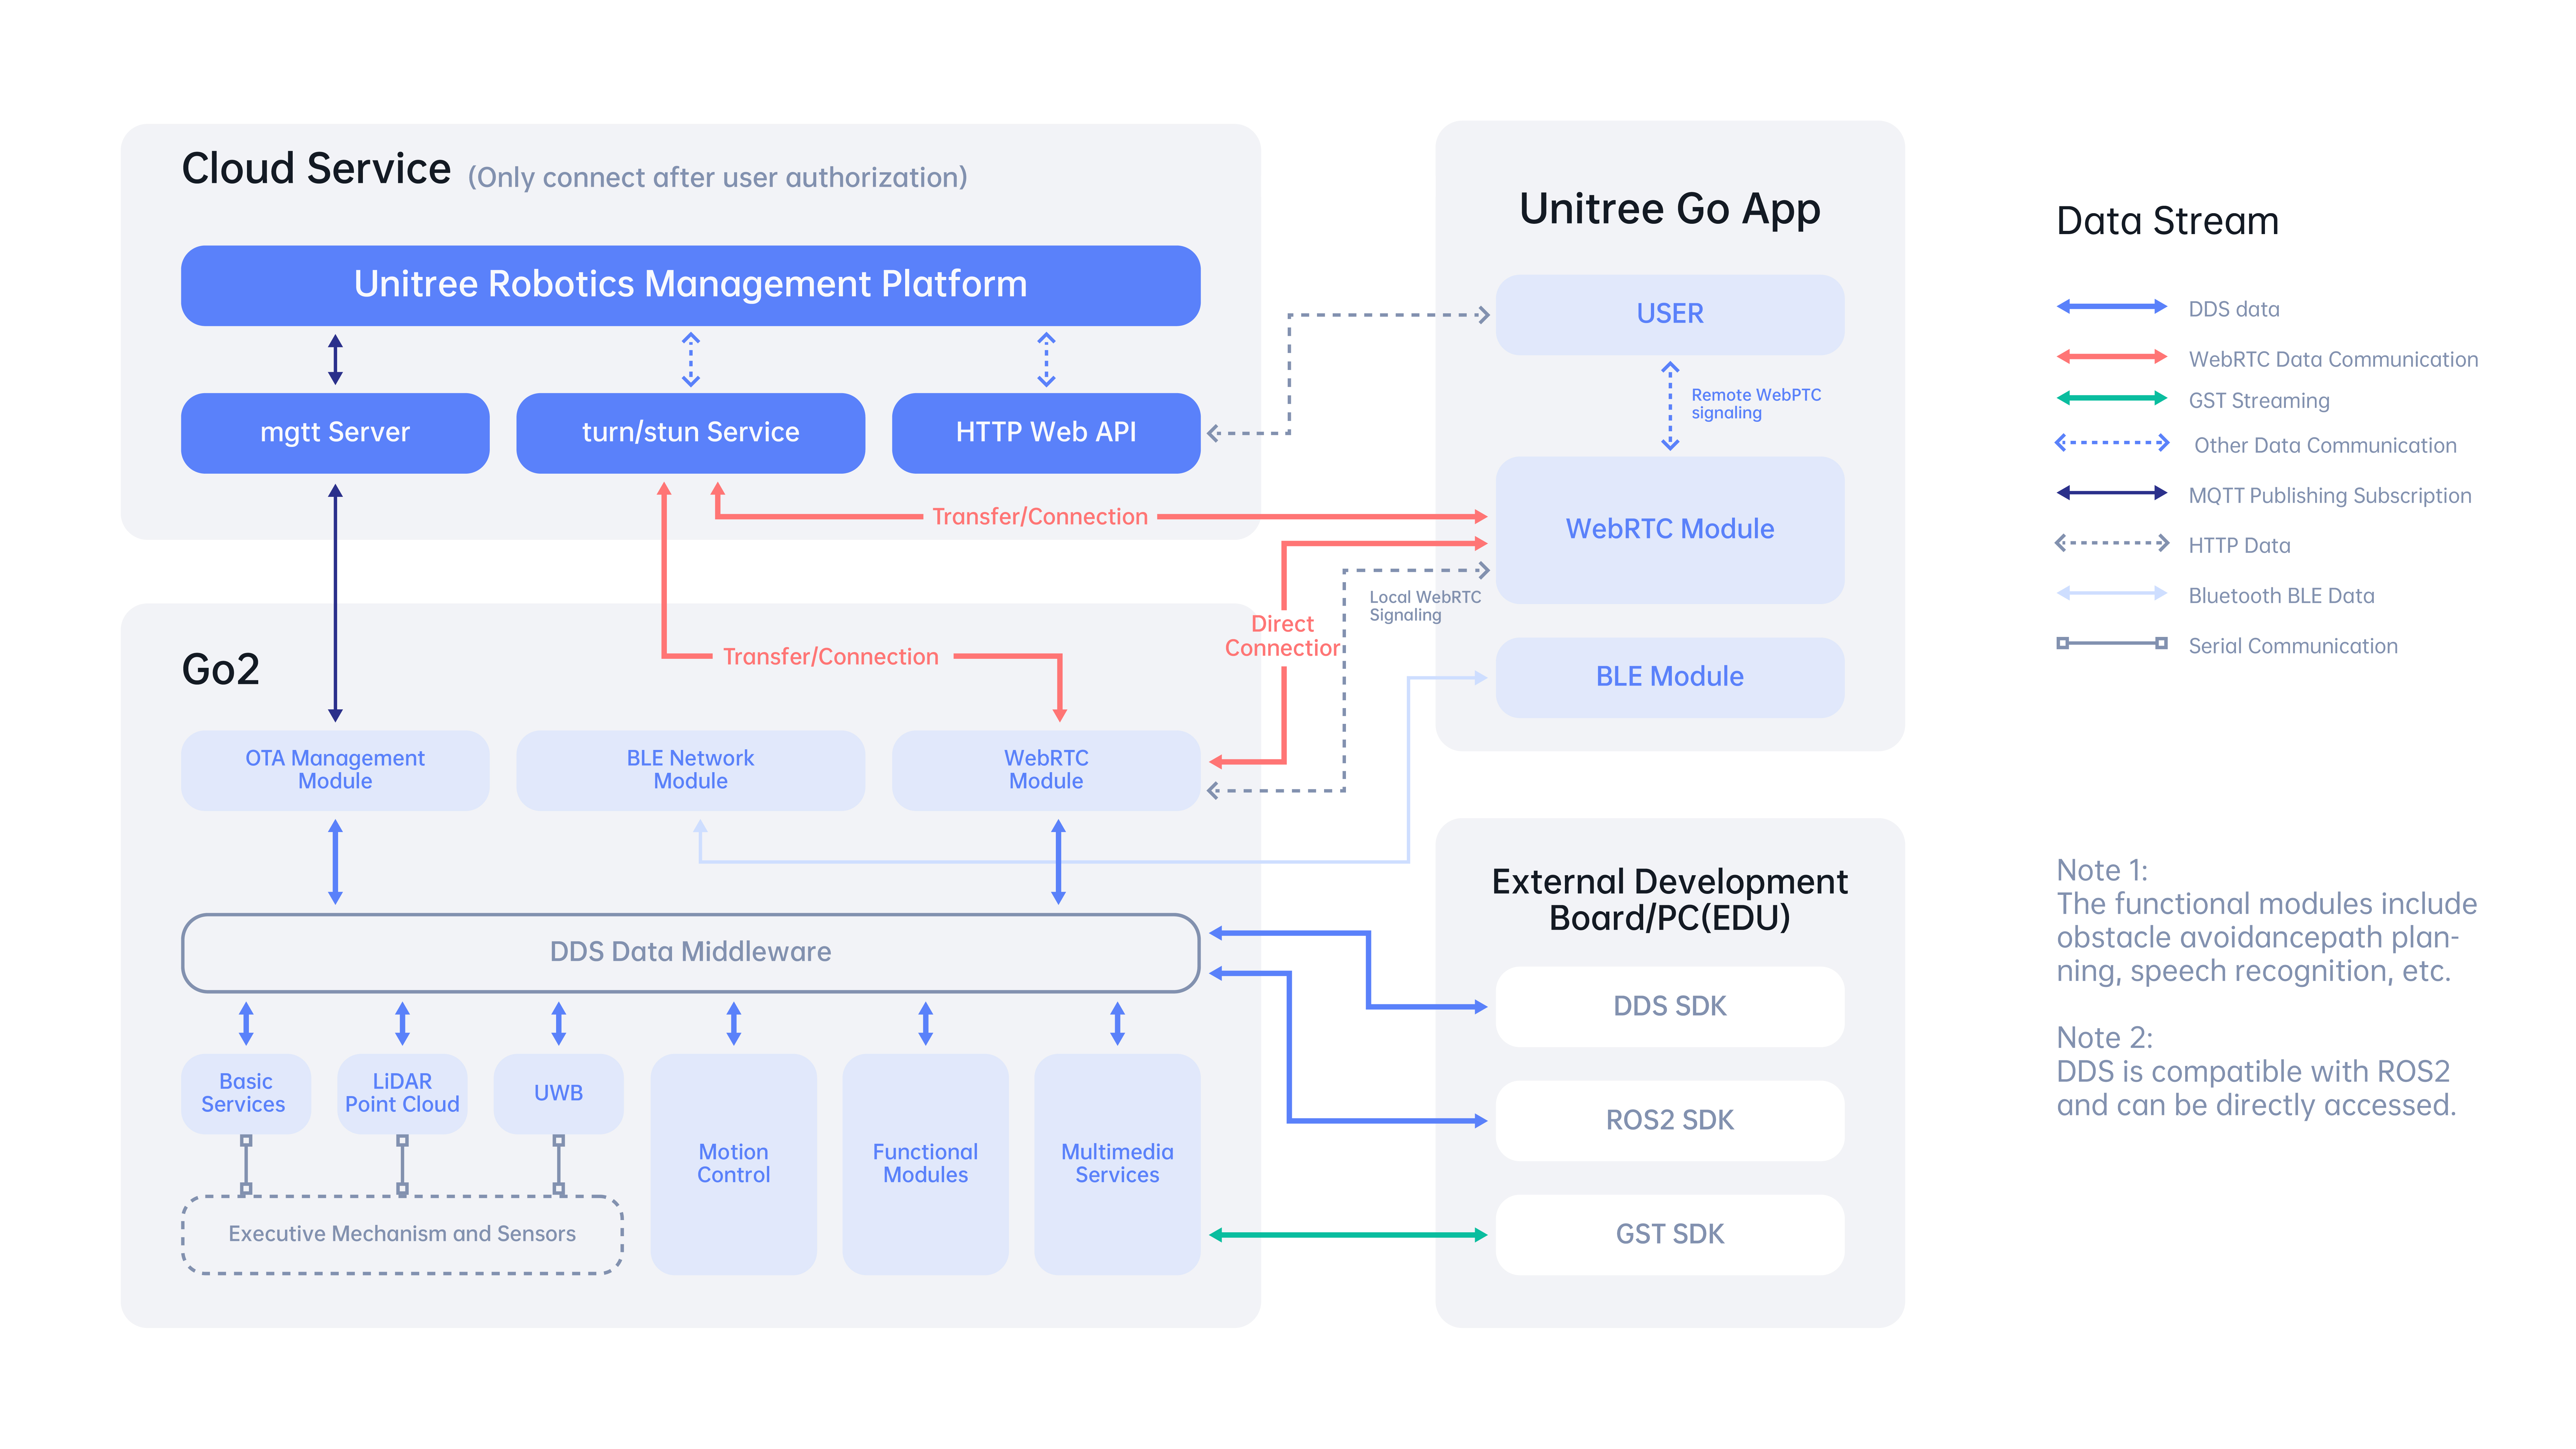 Cloud Service (Only connect after user authorization)
Unitree Robotics Management Platform
mgtt Server
turn/stun Service
HTTP Web API
Transfer/Connection
Go2
Transfer/Connection
Direct
Connection
Local WebRTC
Signaling
OTA Management
Module
BLE Network
Module
WebRTC
Module
DDS Data Middleware
Basic
Services
LiDAR
Point Cloud
UWB
Motion
Control
Functional
Modules
Multimedia
Services
Executive Mechanism and Sensors
Unitree Go App
USER
Remote WebPTC
signaling
WebRTC Module
BLE Module
External Development
Board/PC(EDU)
DDS SDK
ROS2 SDK
GST SDK
Data Stream
DDS data
WebRTC Data Communication
GST Streaming
Other Data Communication
MQTT Publishing Subscription
HTTP Data
Bluetooth BLE Data
Serial Communication
Note 1:
The functional modules include
obstacle avoidancepath plan-
ning, speech recognition, etc.
Note 2:
DDS is compatible with ROS2
and can be directly accessed.